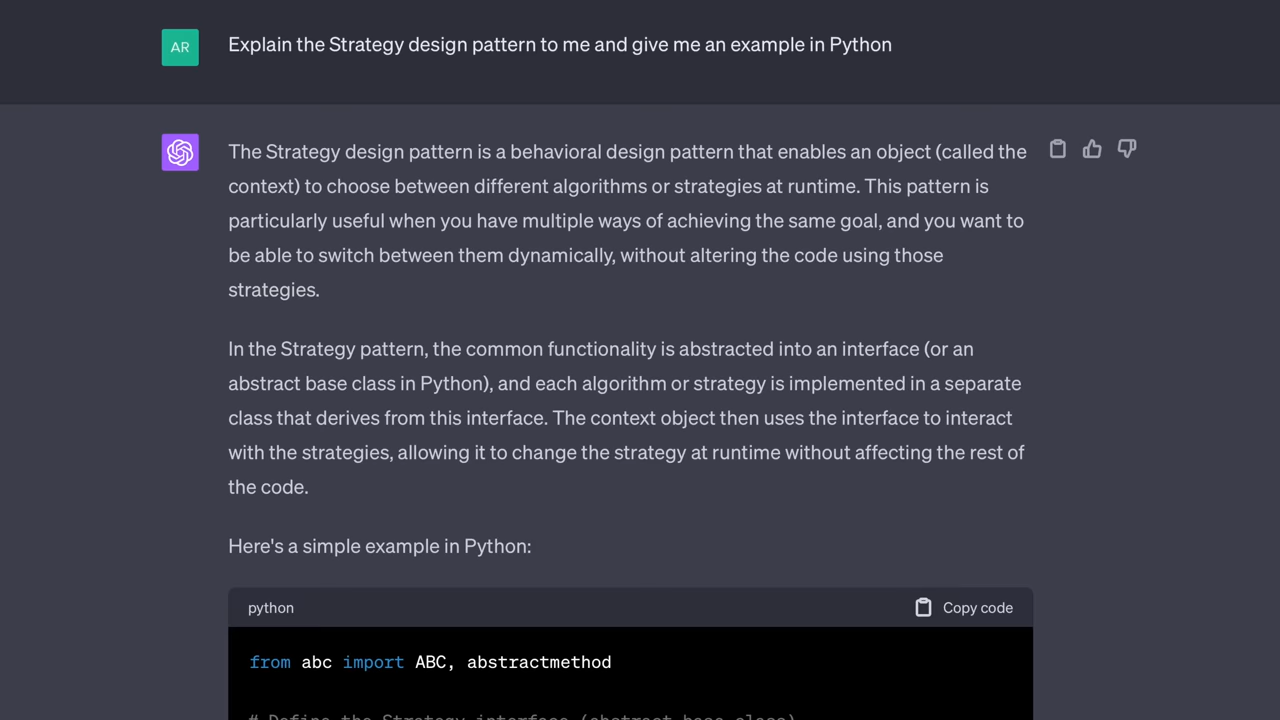 AR
Explain the Strategy design pattern to me and give me an example in Python
The Strategy design pattern is a behavioral design pattern that enables an object (called the
context) to choose between different algorithms or strategies at runtime. This pattern is
particularly useful when you have multiple ways of achieving the same goal, and you want to
be able to switch between them dynamically, without altering the code using those
strategies.
In the Strategy pattern, the common functionality is abstracted into an interface (or an
abstract base class in Python), and each algorithm or strategy is implemented in a separate
class that derives from this interface. The context object then uses the interface to interact
with the strategies, allowing it to change the strategy at runtime without affecting the rest of
the code.
Here's a simple example in Python:
python
Copy code
from abc import ABC, abstractmethod
# Define the Strategy interface (abstract base class)